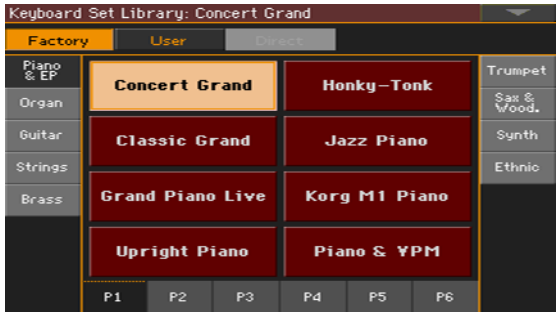 Keyboard Set Library: Concert Grand
Factory
User
Direct
Piano
& EP
Organ
Guitar
Strings
Brass
Concert Grand
Honky-Tonk
Classic Grand
Jazz Piano
Grand Piano Live
Korg M1 Piano
Upright Piano
Piano & VPM
Trumpet
Sax &
Wood.
Synth
Ethnic
P1
P2
P3
P4
P5
P6